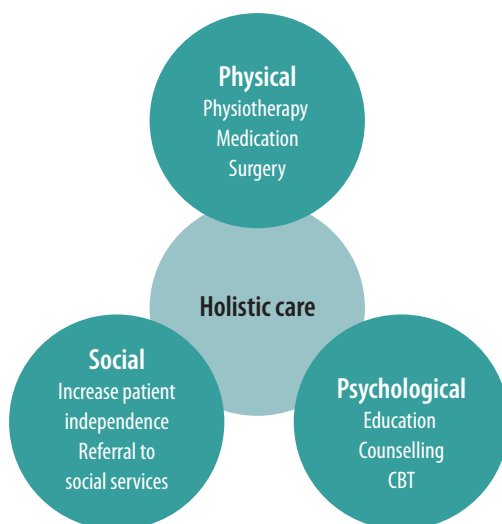 Physical
Physiotherapy
Medication
Surgery
Holistic care
Social
Increase patient
independence
Referral to
social services
Psychological
Education
Counselling
CBT